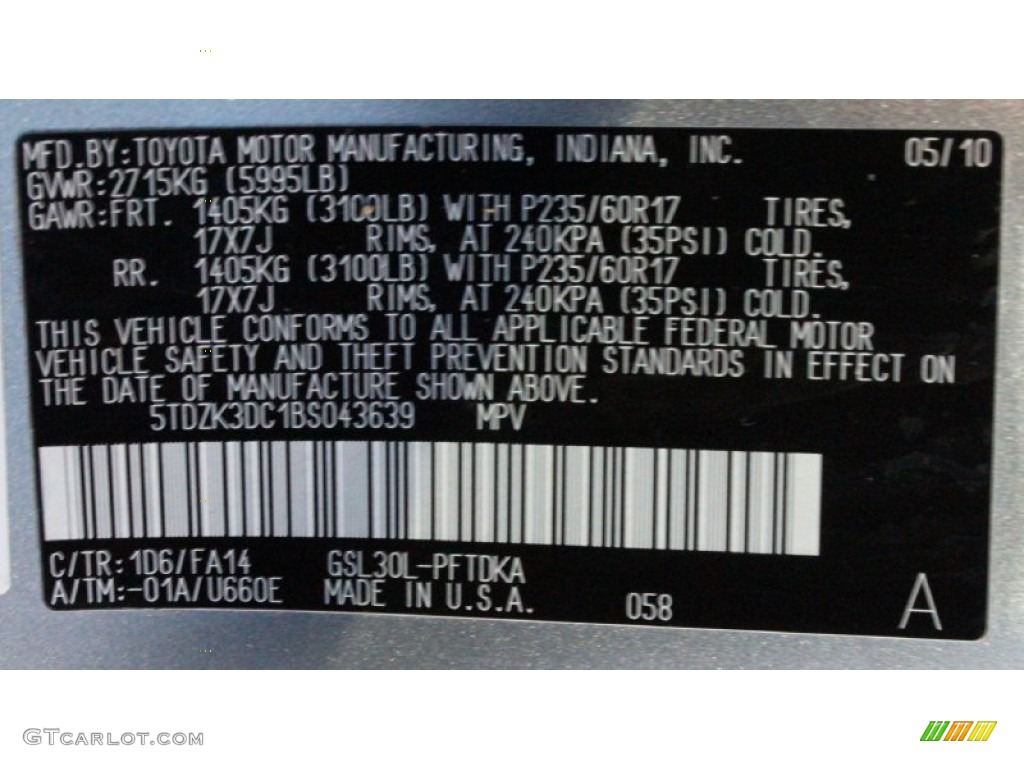 MFD.BY:TOYOTA MOTOR MANUFACTURING, INDIANA, INC. 05/10
GVWR:2715KG (5995LB)
GAWR:FRT. 1405KG (3100LB) WITH P235/60R17 TIRES,
17X7J RIMS, AT 240KPA (35PSI) COLD.
RR. 1405KG (3100LB) WITH P235/60R17 TIRES,
17X7J RIMS, AT 240KPA (35PSI) COLD.
THIS VEHICLE CONFORMS TO ALL APPLICABLE FEDERAL MOTOR
VEHICLE SAFETY AND THEFT PREVENTION STANDARDS IN EFFECT ON
THE DATE OF MANUFACTURE SHOWN ABOVE.
5TDZK3DC1BS043639 MPV
C/TR:1D6/FA14 GSL30L-PFTDKA
A/TM:-01A/U660E MADE IN U.S.A. 058 A
GTCARLOT.COM